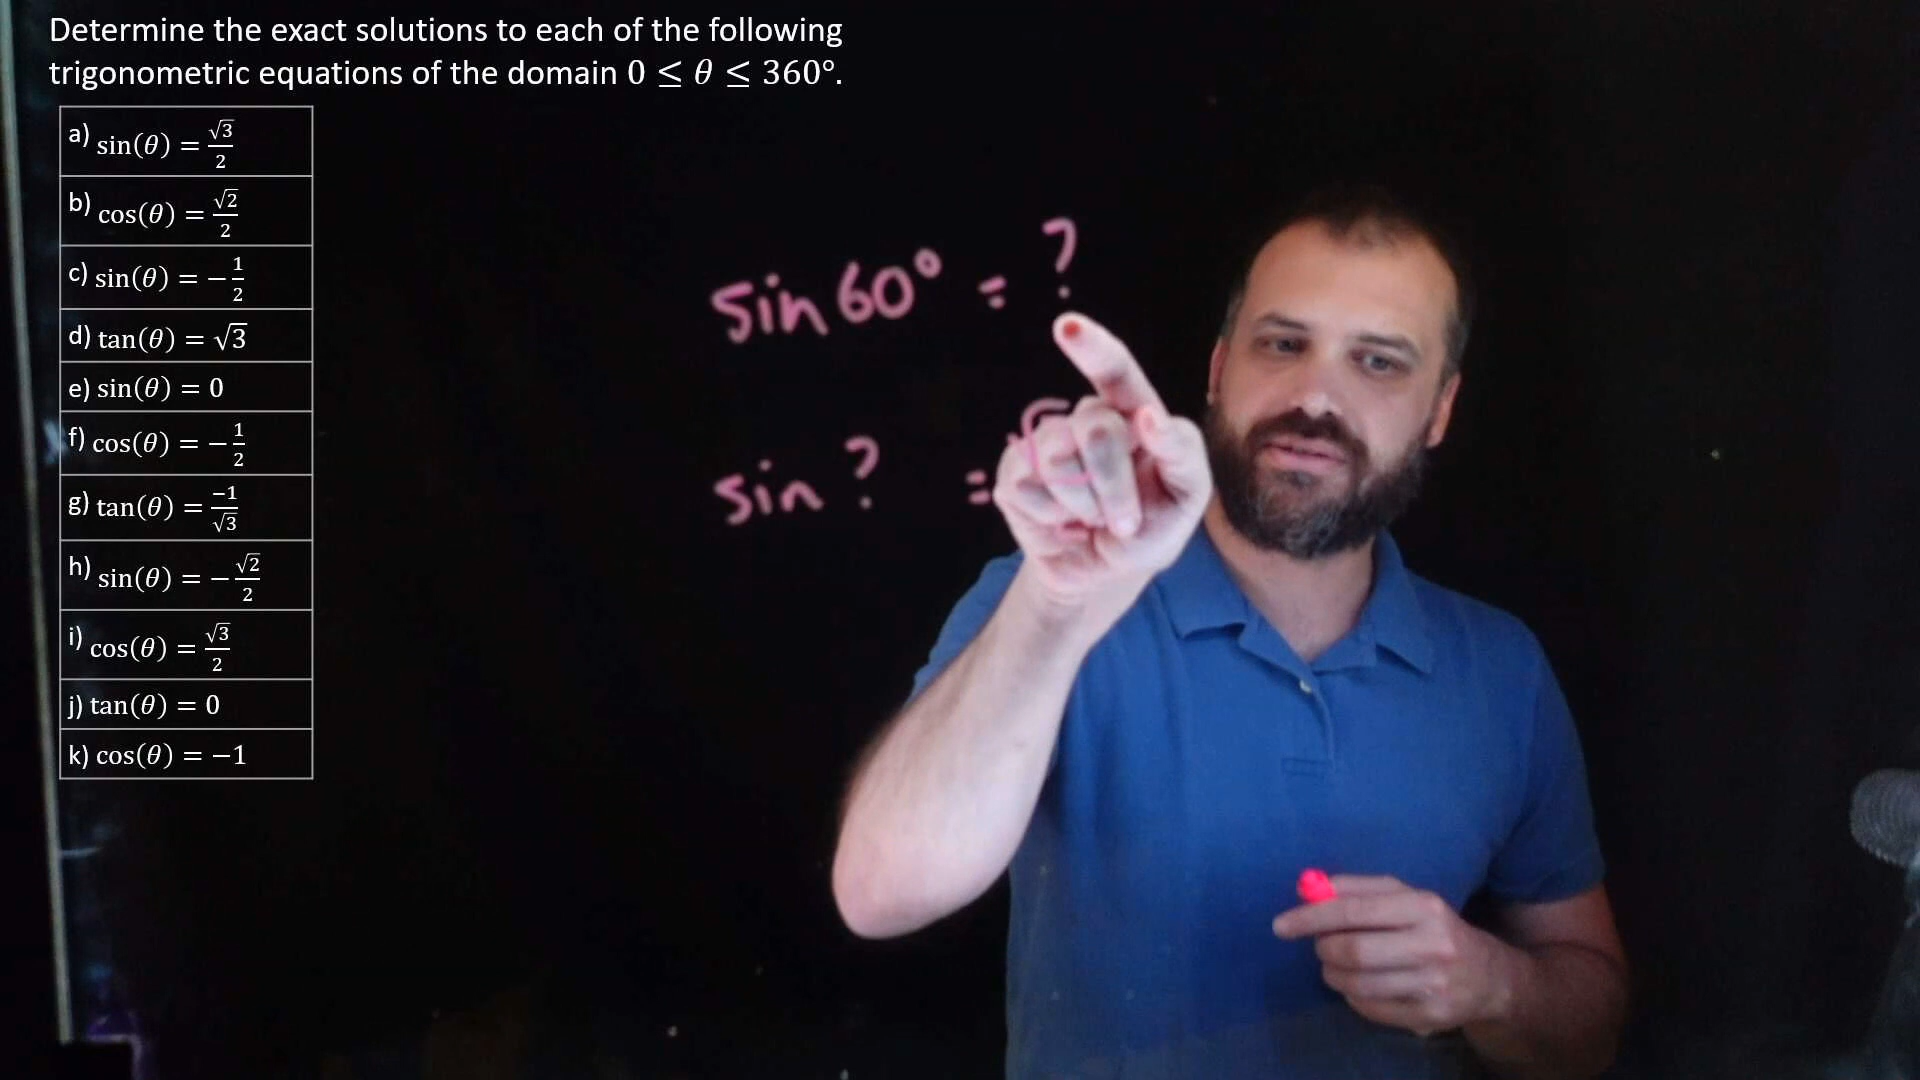 Determine the exact solutions to each of the following
trigonometric equations of the domain 0 ≤ θ ≤ 360°.
a) sin(θ) = √3/2
b) cos(θ) = √2/2
c) sin(θ) = −1/2
d) tan(θ) = √3
e) sin(θ) = 0
f) cos(θ) = −1/2
g) tan(θ) = −1/√3
h) sin(θ) = −√2/2
i) cos(θ) = √3/2
j) tan(θ) = 0
k) cos(θ) = −1
sin 60° = ?
sin ? =